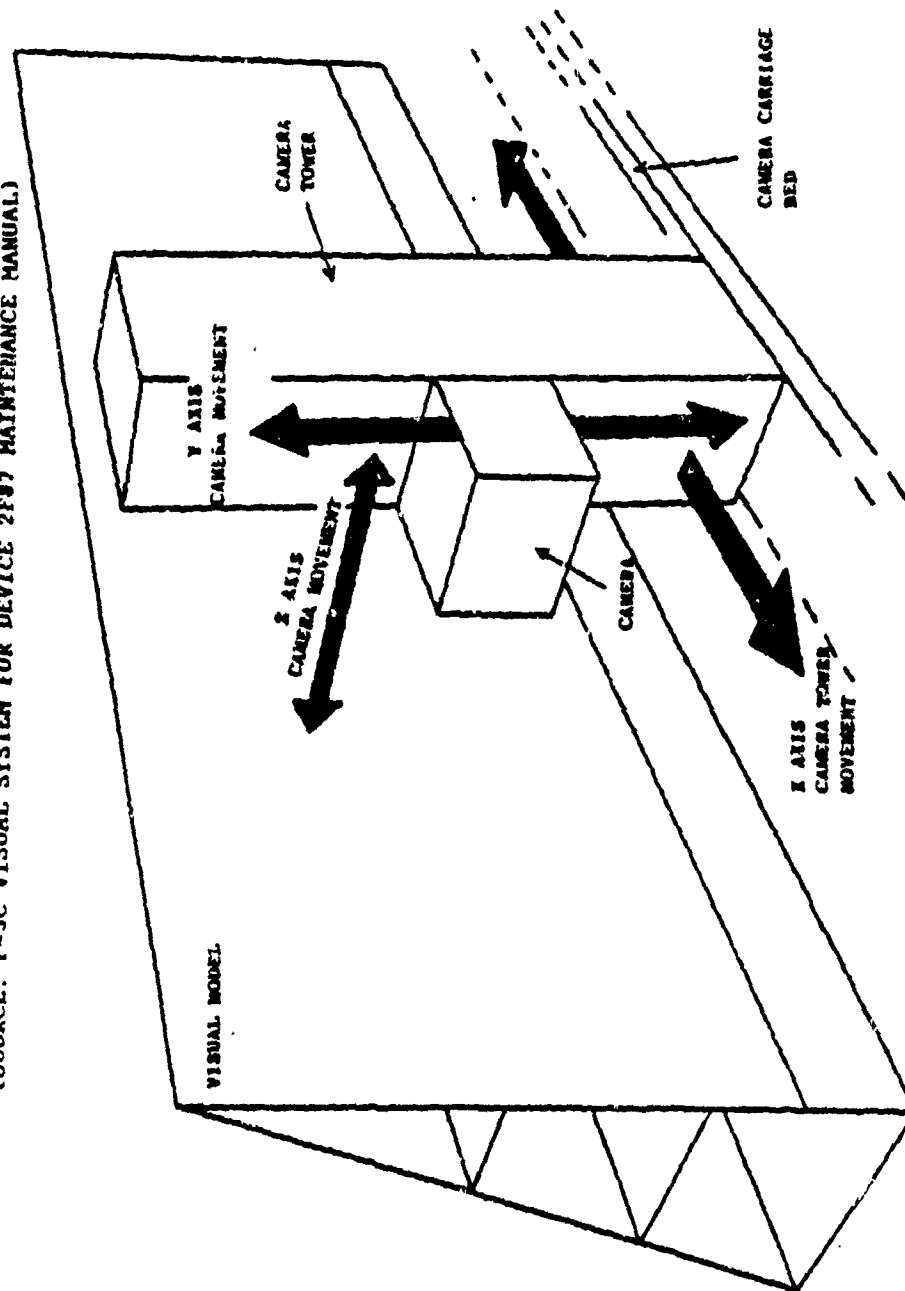 (SOURCE: P-3C VISUAL SYSTEM FOR DEVICE 2F87 MAINTENANCE MANUAL)
CAMERA
TOWER
Y AXIS
CAMERA MOVEMENT
Z AXIS
CAMERA MOVEMENT
VISUAL MODEL
CAMERA
X AXIS
CAMERA TOWER
MOVEMENT
CAMERA CARRIAGE
BED